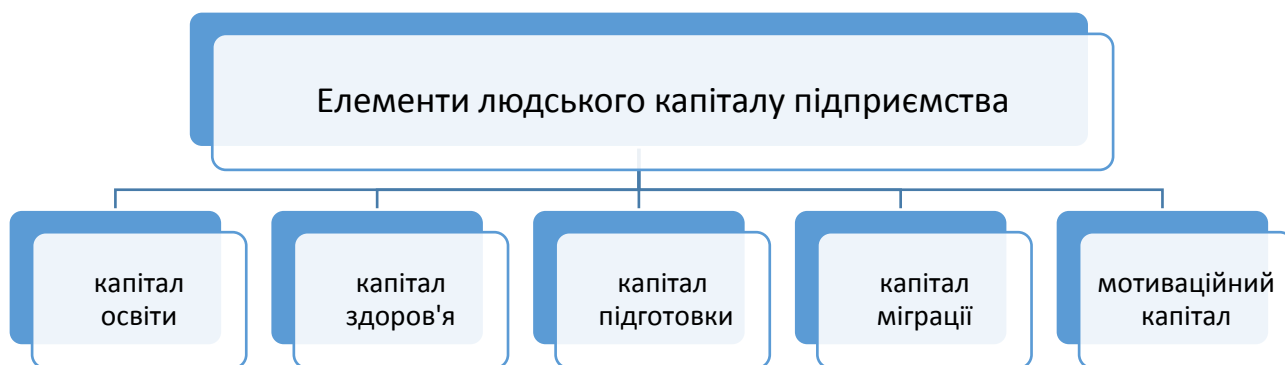 Елементи людського капіталу підприємства
капітал
освіти
капітал
здоров'я
капітал
підготовки
капітал
міграції
мотиваційний
капітал